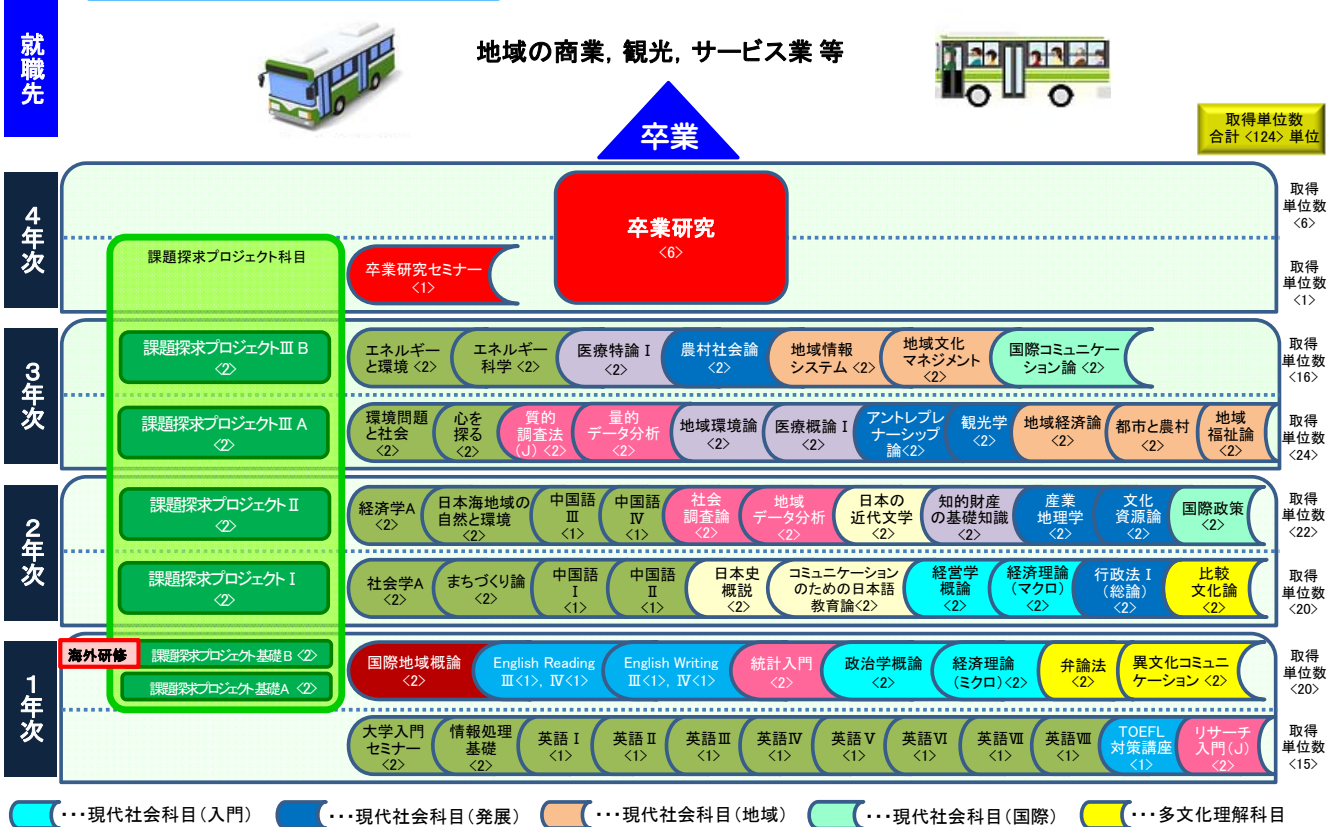 就職先
地域の商業, 観光, サービス業 等
取得単位数
合計 <124> 単位
卒業
4年次
卒業研究
<6>
取得
単位数
<6>
課題探求プロジェクト科目
卒業研究セミナー
<1>
取得
単位数
<1>
3年次
課題探求プロジェクトⅢ B
<2>
エネルギー
と環境 <2>
エネルギー
科学 <2>
医療特論 Ⅰ
<2>
農村社会論
<2>
地域情報
システム <2>
地域文化
マネジメント
<2>
国際コミュニケー
ション論 <2>
取得
単位数
<16>
課題探求プロジェクトⅢ A
<2>
環境問題
と社会
<2>
心を
探る
<2>
質的
調査法
(J) <2>
量的
データ分析
<2>
地域環境論
<2>
医療概論 Ⅰ
<2>
アントレプレ
ナーシップ
論<2>
観光学
<2>
地域経済論
<2>
都市と農村
<2>
地域
福祉論
<2>
取得
単位数
<24>
2年次
課題探求プロジェクトⅡ
<2>
経済学A
<2>
日本海地域の
自然と環境
<2>
中国語
Ⅲ
<1>
中国語
Ⅳ
<1>
社会
調査論
<2>
地域
データ分析
<2>
日本の
近代文学
<2>
知的財産
の基礎知識
<2>
産業
地理学
<2>
文化
資源論
<2>
国際政策
<2>
取得
単位数
<22>
課題探求プロジェクトⅠ
<2>
社会学A
<2>
まちづくり論
<2>
中国語
Ⅰ
<1>
中国語
Ⅱ
<1>
日本史
概説
<2>
コミュニケーション
のための日本語
教育論<2>
経営学
概論
<2>
経済理論
(マクロ)
<2>
行政法 Ⅰ
(総論)
<2>
比較
文化論
<2>
取得
単位数
<20>
1年次
海外研修
課題探求プロジェクト基礎B <2>
課題探求プロジェクト基礎A <2>
国際地域概論
<2>
English Reading
Ⅲ<1>, Ⅳ<1>
English Writing
Ⅲ<1>, Ⅳ<1>
統計入門
<2>
政治学概論
<2>
経済理論
(ミクロ)<2>
弁論法
<2>
異文化コミュニ
ケーション <2>
取得
単位数
<20>
大学入門
セミナー
<2>
情報処理
基礎
<2>
英語 Ⅰ
<1>
英語 Ⅱ
<1>
英語Ⅲ
<1>
英語Ⅳ
<1>
英語 Ⅴ
<1>
英語Ⅵ
<1>
英語Ⅶ
<1>
英語Ⅷ
<1>
TOEFL
対策講座
<1>
リサーチ
入門(J)
<2>
取得
単位数
<15>
･･･現代社会科目(入門)
･･･現代社会科目(発展)
･･･現代社会科目(地域)
･･･現代社会科目(国際)
･･･多文化理解科目